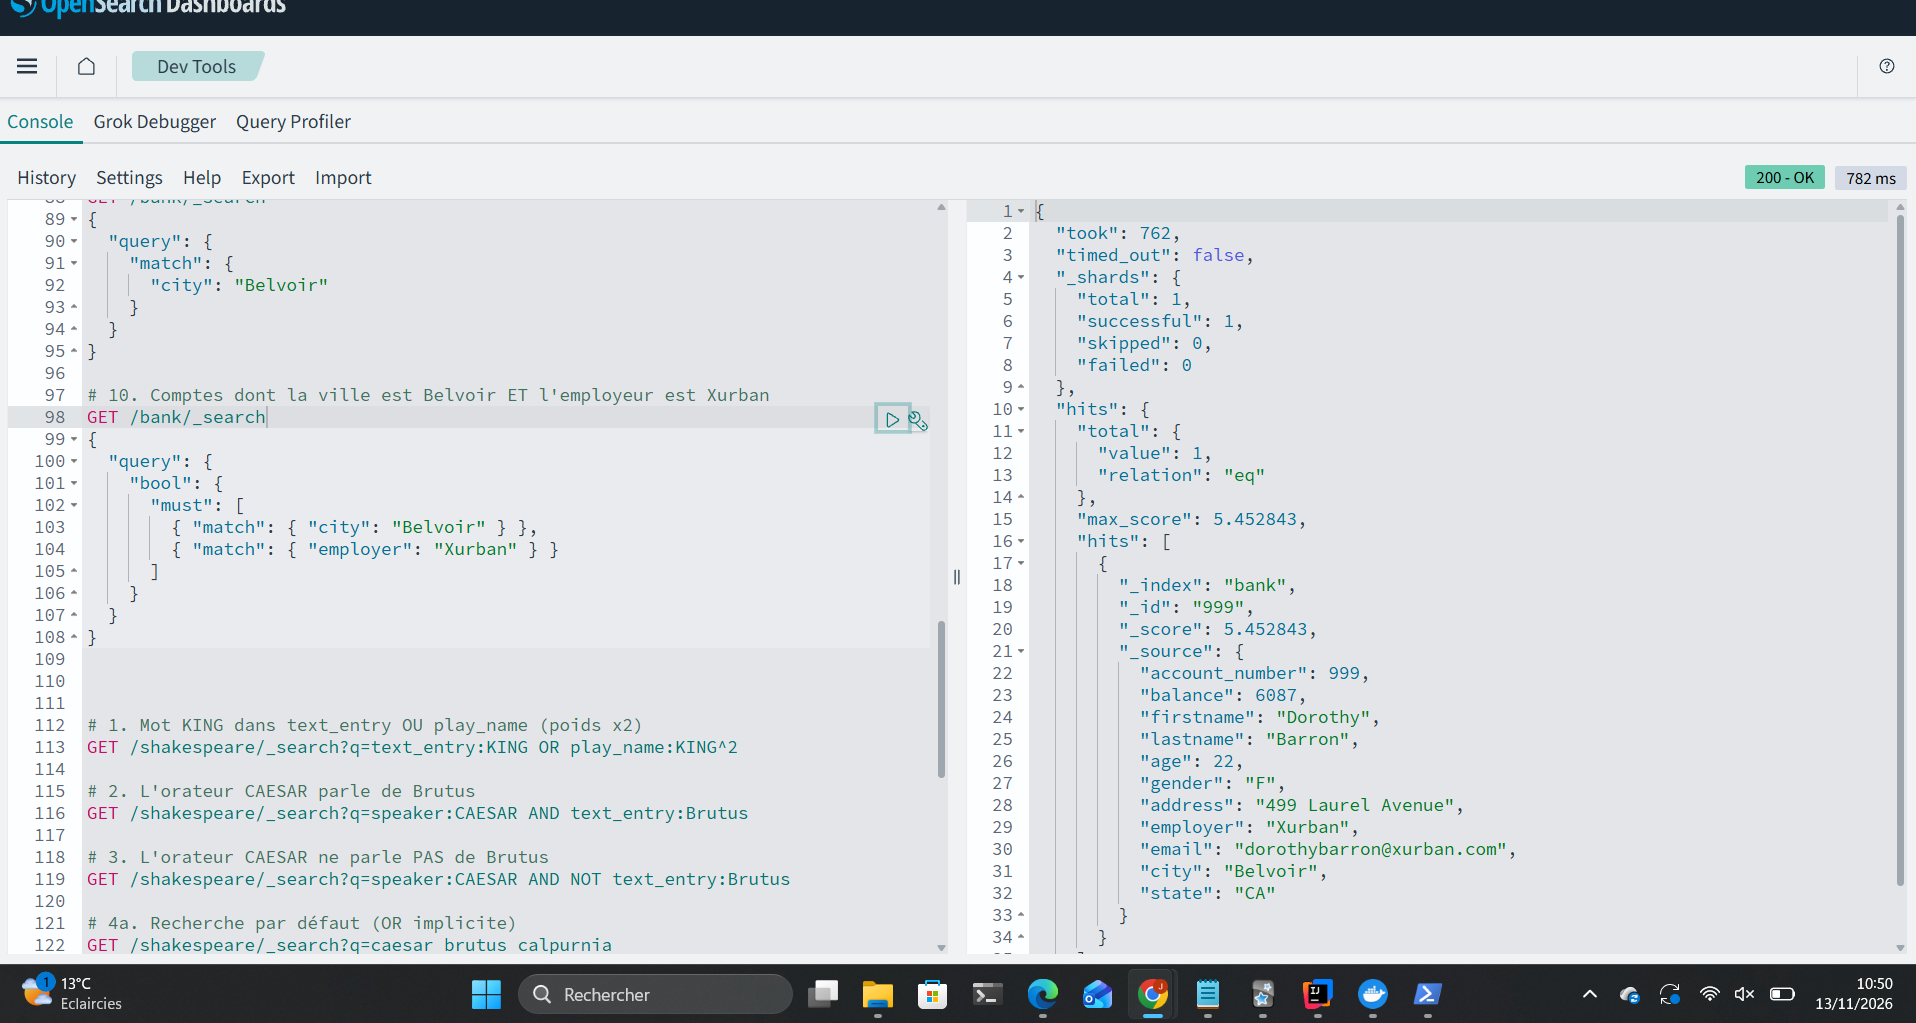 OpenSearch Dashboards
Dev Tools
Console Grok Debugger Query Profiler
History Settings Help Export Import
200 - OK 782 ms
88 GET /bank/_search
89 {
90 "query": {
91 "match": {
92 "city": "Belvoir"
93 }
94 }
95 }
96
97 # 10. Comptes dont la ville est Belvoir ET l'employeur est Xurban
98 GET /bank/_search
99 {
100 "query": {
101 "bool": {
102 "must": [
103 { "match": { "city": "Belvoir" } },
104 { "match": { "employer": "Xurban" } }
105 ]
106 }
107 }
108 }
109
110
111
112 # 1. Mot KING dans text_entry OU play_name (poids x2)
113 GET /shakespeare/_search?q=text_entry:KING OR play_name:KING^2
114
115 # 2. L'orateur CAESAR parle de Brutus
116 GET /shakespeare/_search?q=speaker:CAESAR AND text_entry:Brutus
117
118 # 3. L'orateur CAESAR ne parle PAS de Brutus
119 GET /shakespeare/_search?q=speaker:CAESAR AND NOT text_entry:Brutus
120
121 # 4a. Recherche par défaut (OR implicite)
122 GET /shakespeare/_search?q=caesar brutus calpurnia
1 {
2 "took": 762,
3 "timed_out": false,
4 "_shards": {
5 "total": 1,
6 "successful": 1,
7 "skipped": 0,
8 "failed": 0
9 },
10 "hits": {
11 "total": {
12 "value": 1,
13 "relation": "eq"
14 },
15 "max_score": 5.452843,
16 "hits": [
17 {
18 "_index": "bank",
19 "_id": "999",
20 "_score": 5.452843,
21 "_source": {
22 "account_number": 999,
23 "balance": 6087,
24 "firstname": "Dorothy",
25 "lastname": "Barron",
26 "age": 22,
27 "gender": "F",
28 "address": "499 Laurel Avenue",
29 "employer": "Xurban",
30 "email": "dorothybarron@xurban.com",
31 "city": "Belvoir",
32 "state": "CA"
33 }
34 }
1 13°C
Eclaircies
Rechercher
10:50
13/11/2026